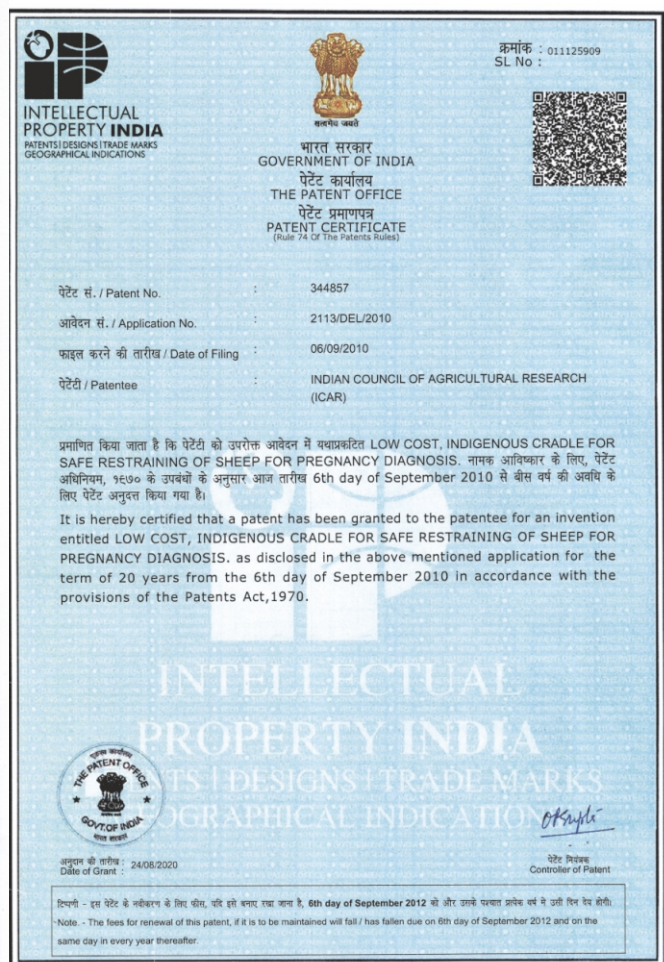 INTELLECTUAL
PROPERTY INDIA
PATENTS | DESIGNS | TRADE MARKS
GEOGRAPHICAL INDICATIONS
सत्यमेव जयते
क्रमांक : 011125909
SL No :
भारत सरकार
GOVERNMENT OF INDIA
पेटेंट कार्यालय
THE PATENT OFFICE
पेटेंट प्रमाणपत्र
PATENT CERTIFICATE
(Rule 74 Of The Patents Rules)
पेटेंट सं. / Patent No. : 344857
आवेदन सं. / Application No. : 2113/DEL/2010
फाइल करने की तारीख / Date of Filing : 06/09/2010
पेटेंटी / Patentee : INDIAN COUNCIL OF AGRICULTURAL RESEARCH
(ICAR)
प्रमाणित किया जाता है कि पेटेंटी को उपरोक्त आवेदन में यथाप्रकटित LOW COST, INDIGENOUS CRADLE FOR
SAFE RESTRAINING OF SHEEP FOR PREGNANCY DIAGNOSIS. नामक आविष्कार के लिए, पेटेंट
अधिनियम, १९७० के उपबंधों के अनुसार आज तारीख 6th day of September 2010 से बीस वर्ष की अवधि के
लिए पेटेंट अनुदत्त किया गया है।
It is hereby certified that a patent has been granted to the patentee for an invention
entitled LOW COST, INDIGENOUS CRADLE FOR SAFE RESTRAINING OF SHEEP FOR
PREGNANCY DIAGNOSIS. as disclosed in the above mentioned application for the
term of 20 years from the 6th day of September 2010 in accordance with the
provisions of the Patents Act,1970.
INTELLECTUAL
PROPERTY INDIA
TS | DESIGNS | TRADE MARKS
OGRAPHICAL INDICATION
THE PATENT OFFICE
GOVT.OF INDIA
भारत सरकार
अनुदान की तारीख : 24/08/2020
Date of Grant :
पेटेंट नियंत्रक
Controller of Patent
टिप्पणी - इस पेटेंट के नवीकरण के लिए फीस, यदि इसे बनाए रखा जाना है, 6th day of September 2012 को और उसके पश्चात प्रत्येक वर्ष मे उसी दिन देय होगी।
Note. - The fees for renewal of this patent, if it is to be maintained will fall / has fallen due on 6th day of September 2012 and on the
same day in every year thereafter.